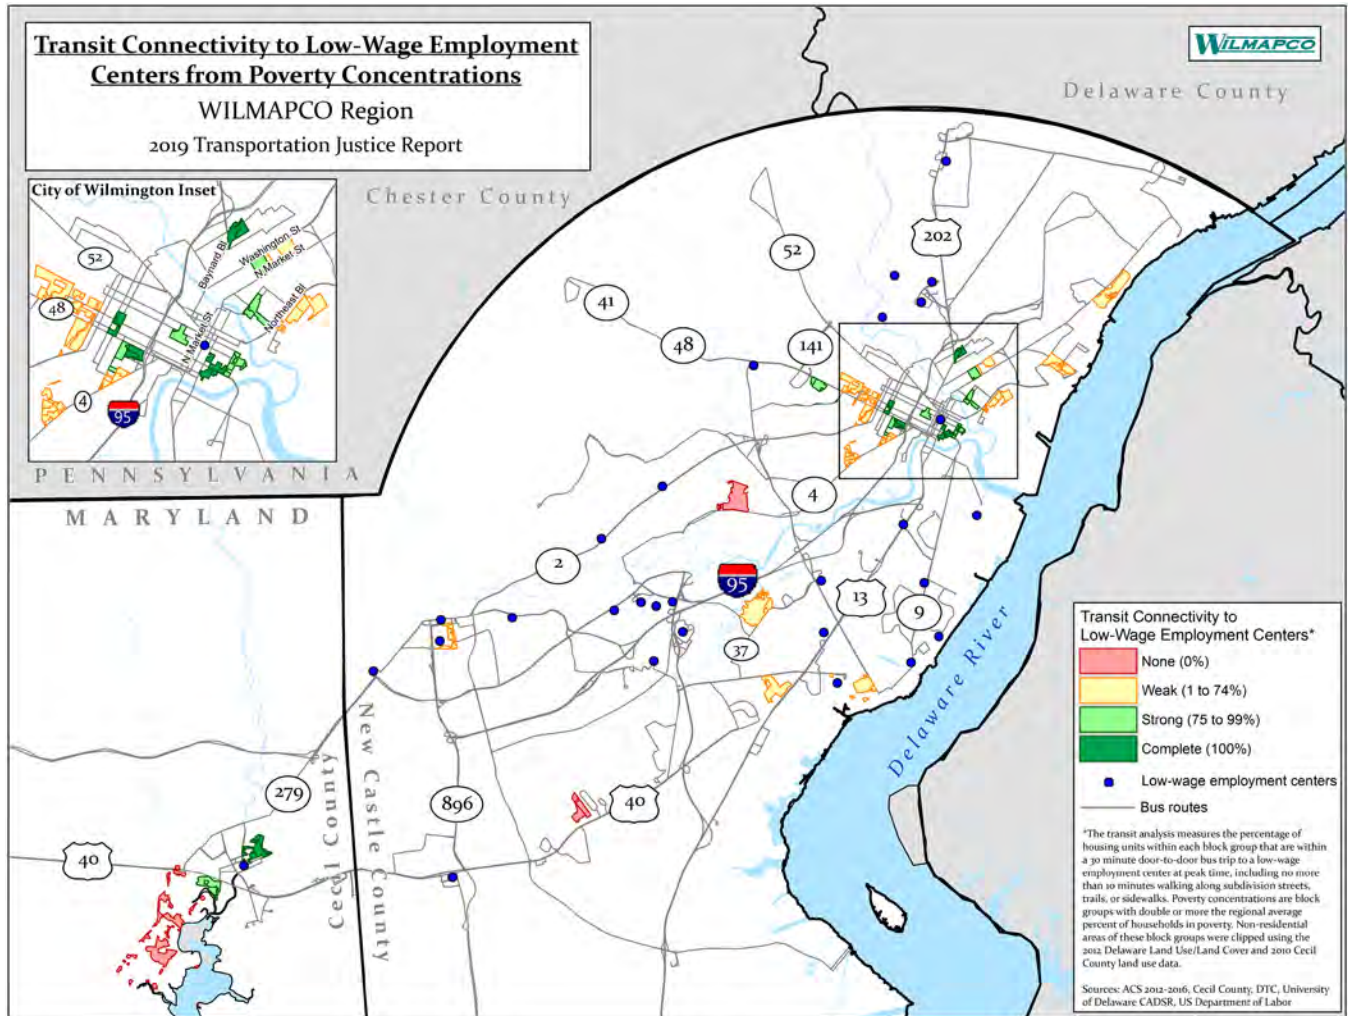 Transit Connectivity to Low-Wage Employment
Centers from Poverty Concentrations
WILMAPCO Region
2019 Transportation Justice Report
WILMAPCO
Delaware County
Chester County
City of Wilmington Inset
52
48
4
95
Baynard Bl
Washington St
N Market St
N Market St
Northeast Bl
PENNSYLVANIA
MARYLAND
202
52
41
48
141
4
2
95
13
9
37
40
896
279
40
New Castle County
Cecil County
Delaware River
Transit Connectivity to
Low-Wage Employment Centers*
None (0%)
Weak (1 to 74%)
Strong (75 to 99%)
Complete (100%)
Low-wage employment centers
Bus routes
*The transit analysis measures the percentage of
housing units within each block group that are within
a 30 minute door-to-door bus trip to a low-wage
employment center at peak time, including no more
than 10 minutes walking along subdivision streets,
trails, or sidewalks. Poverty concentrations are block
groups with double or more the regional average
percent of households in poverty. Non-residential
areas of these block groups were clipped using the
2012 Delaware Land Use/Land Cover and 2010 Cecil
County land use data.
Sources: ACS 2012-2016, Cecil County, DTC, University
of Delaware CADSR, US Department of Labor